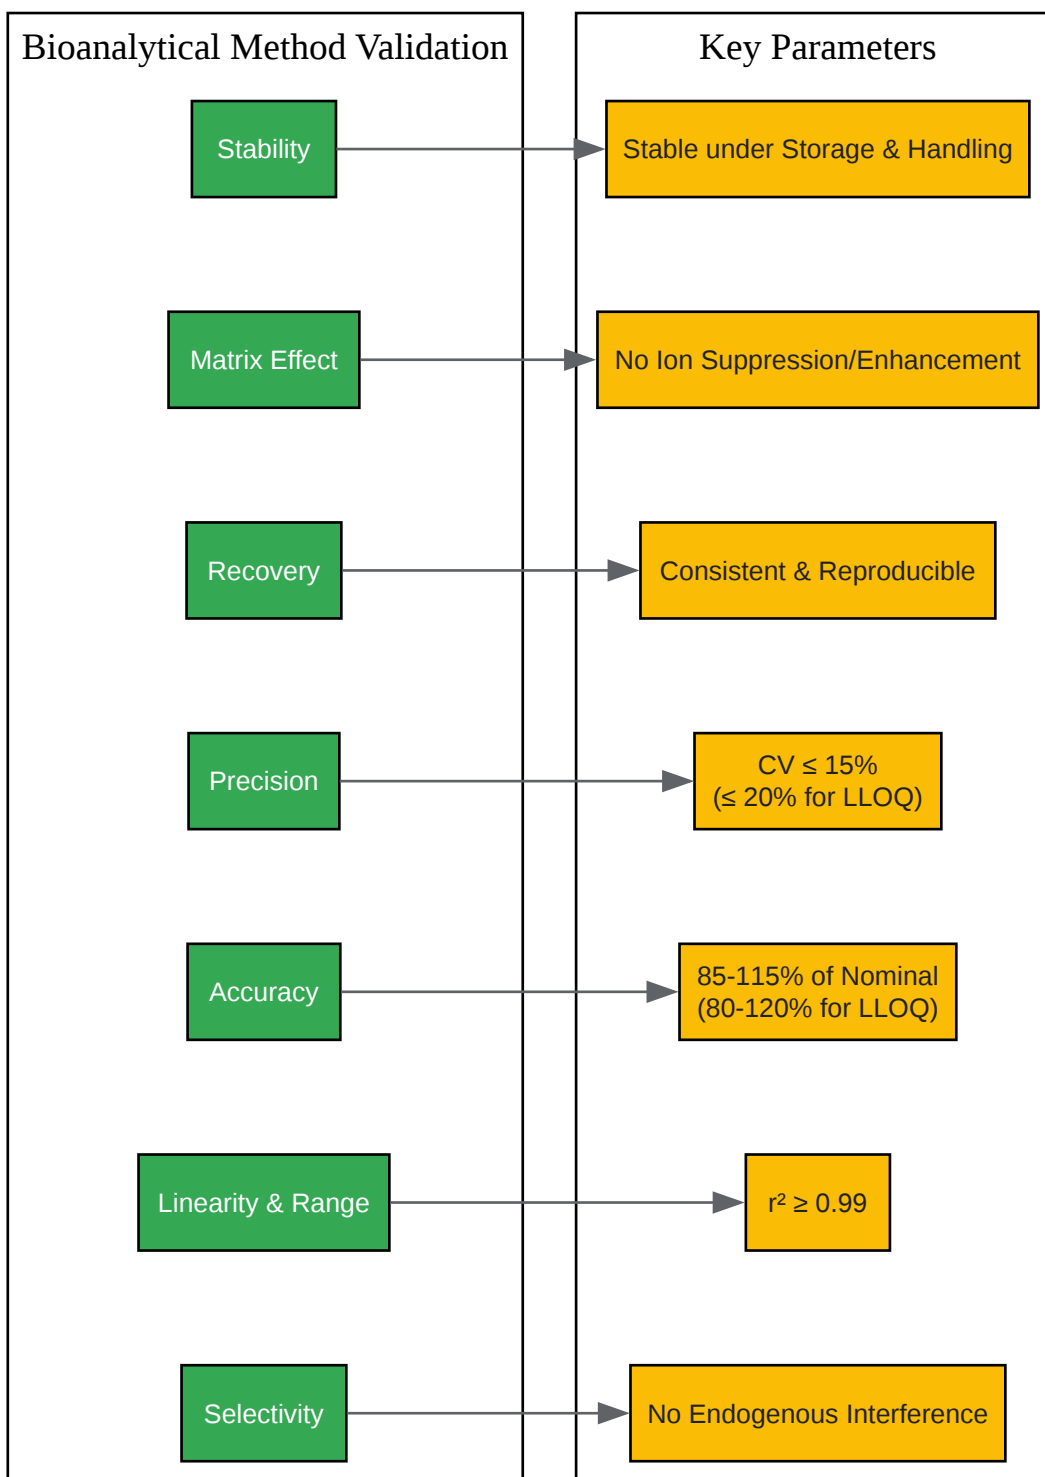 Bioanalytical Method Validation
Key Parameters
Stability
Stable under Storage & Handling
Matrix Effect
No Ion Suppression/Enhancement
Recovery
Consistent & Reproducible
Precision
CV ≤ 15%
(≤ 20% for LLOQ)
Accuracy
85-115% of Nominal
(80-120% for LLOQ)
Linearity & Range
r² ≥ 0.99
Selectivity
No Endogenous Interference